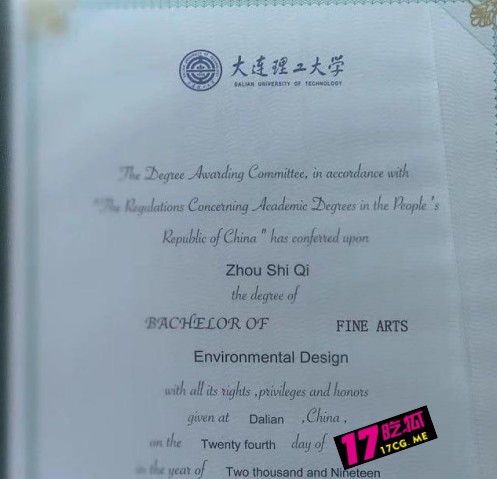 大连理工大学
DALIAN UNIVERSITY OF TECHNOLOGY
The Degree Awarding Committee, in accordance with
"The Regulations Concerning Academic Degrees in the People's
Republic of China" has conferred upon
Zhou Shi Qi
the degree of
BACHELOR OF FINE ARTS
Environmental Design
with all its rights ,privileges and honors
given at Dalian ,China ,
on the Twenty fourth day of
in the year of Two thousand and Nineteen
17吃瓜
17CG.ME